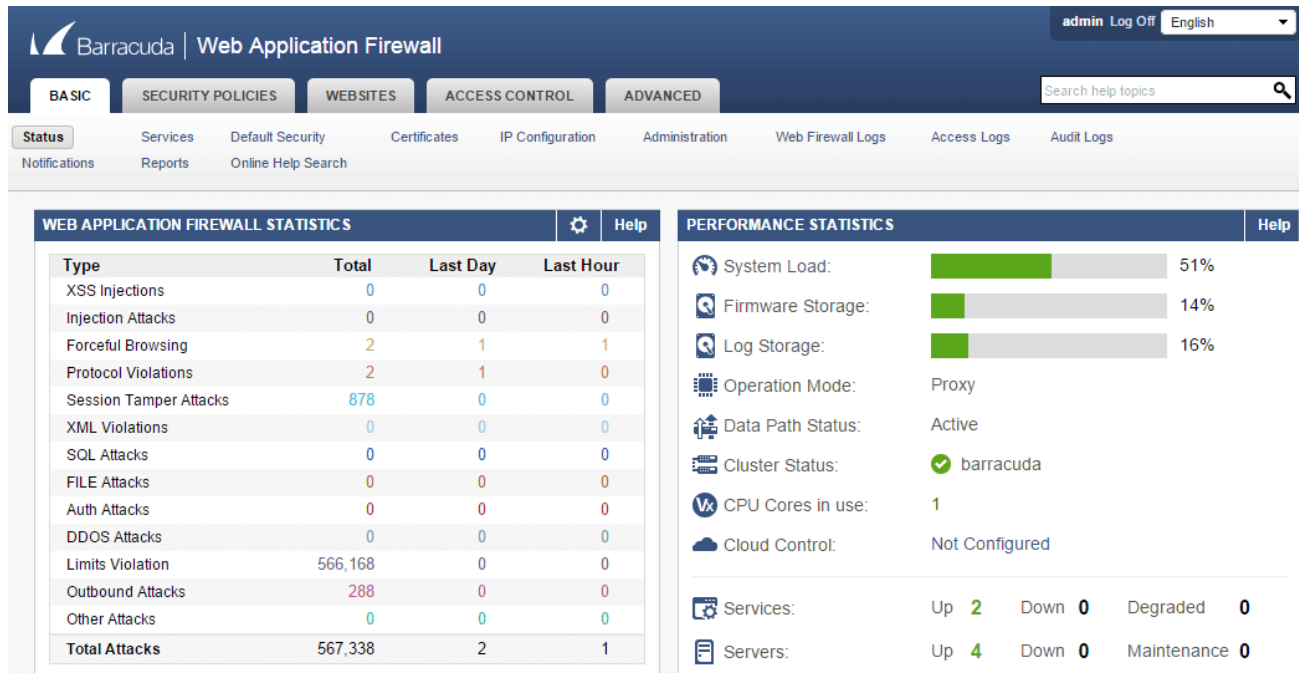 admin Log Off English
Barracuda | Web Application Firewall
BASIC SECURITY POLICIES WEBSITES ACCESS CONTROL ADVANCED
Search help topics
Status Services Default Security Certificates IP Configuration Administration Web Firewall Logs Access Logs Audit Logs
Notifications Reports Online Help Search
WEB APPLICATION FIREWALL STATISTICS Help
Type Total Last Day Last Hour
XSS Injections 0 0 0
Injection Attacks 0 0 0
Forceful Browsing 2 1 1
Protocol Violations 2 1 0
Session Tamper Attacks 878 0 0
XML Violations 0 0 0
SQL Attacks 0 0 0
FILE Attacks 0 0 0
Auth Attacks 0 0 0
DDOS Attacks 0 0 0
Limits Violation 566,168 0 0
Outbound Attacks 288 0 0
Other Attacks 0 0 0
Total Attacks 567,338 2 1
PERFORMANCE STATISTICS Help
System Load: 51%
Firmware Storage: 14%
Log Storage: 16%
Operation Mode: Proxy
Data Path Status: Active
Cluster Status: barracuda
Vx CPU Cores in use: 1
Cloud Control: Not Configured
Services: Up 2 Down 0 Degraded 0
Servers: Up 4 Down 0 Maintenance 0